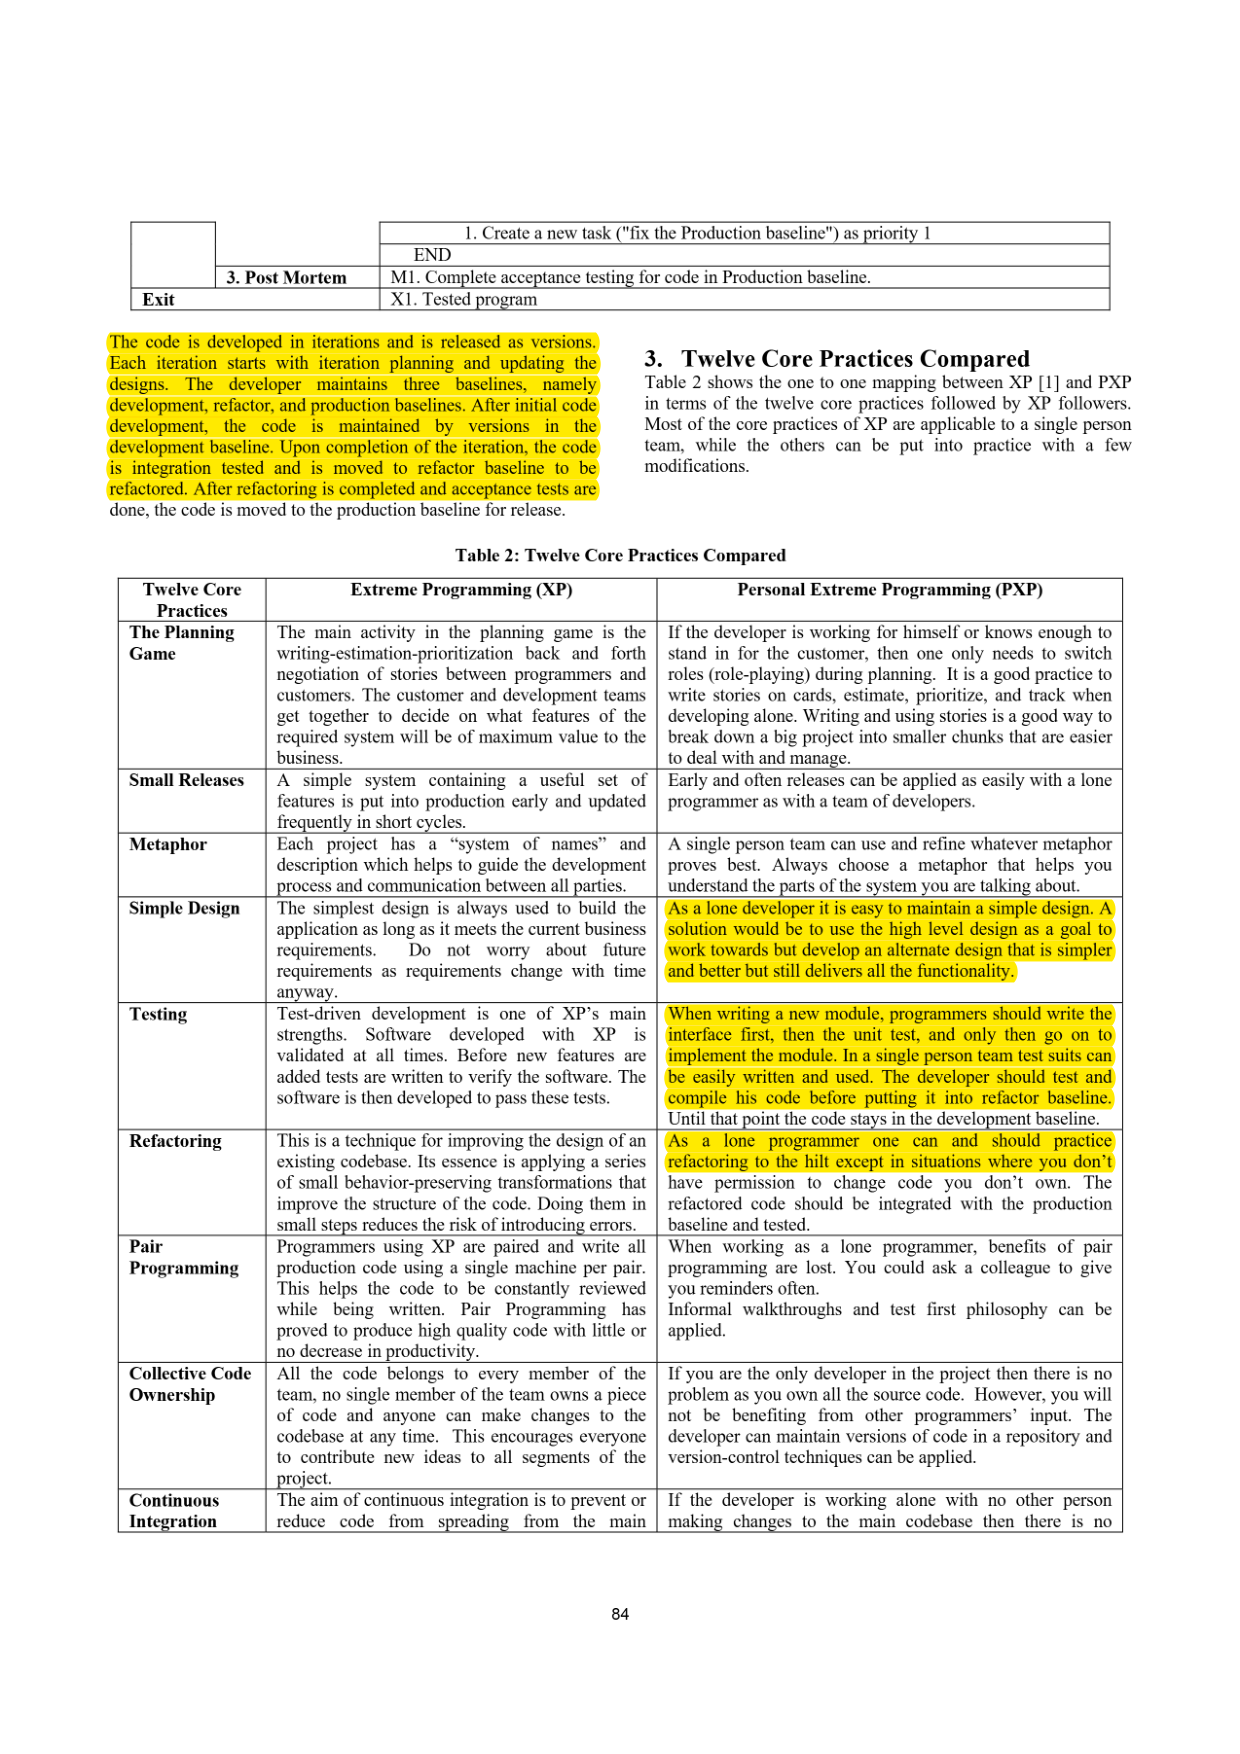 1. Create a new task ("fix the Production baseline") as priority 1
END
3. Post Mortem M1. Complete acceptance testing for code in Production baseline.
Exit X1. Tested program
The code is developed in iterations and is released as versions.
Each iteration starts with iteration planning and updating the
designs. The developer maintains three baselines, namely
development, refactor, and production baselines. After initial code
development, the code is maintained by versions in the
development baseline. Upon completion of the iteration, the code
is integration tested and is moved to refactor baseline to be
refactored. After refactoring is completed and acceptance tests are
done, the code is moved to the production baseline for release.
3. Twelve Core Practices Compared
Table 2 shows the one to one mapping between XP [1] and PXP
in terms of the twelve core practices followed by XP followers.
Most of the core practices of XP are applicable to a single person
team, while the others can be put into practice with a few
modifications.
Table 2: Twelve Core Practices Compared
Twelve Core
Practices
Extreme Programming (XP)
Personal Extreme Programming (PXP)
The Planning
Game
The main activity in the planning game is the
writing-estimation-prioritization back and forth
negotiation of stories between programmers and
customers. The customer and development teams
get together to decide on what features of the
required system will be of maximum value to the
business.
If the developer is working for himself or knows enough to
stand in for the customer, then one only needs to switch
roles (role-playing) during planning. It is a good practice to
write stories on cards, estimate, prioritize, and track when
developing alone. Writing and using stories is a good way to
break down a big project into smaller chunks that are easier
to deal with and manage.
Small Releases
A simple system containing a useful set of
features is put into production early and updated
frequently in short cycles.
Early and often releases can be applied as easily with a lone
programmer as with a team of developers.
Metaphor
Each project has a “system of names” and
description which helps to guide the development
process and communication between all parties.
A single person team can use and refine whatever metaphor
proves best. Always choose a metaphor that helps you
understand the parts of the system you are talking about.
Simple Design
The simplest design is always used to build the
application as long as it meets the current business
requirements. Do not worry about future
requirements as requirements change with time
anyway.
As a lone developer it is easy to maintain a simple design. A
solution would be to use the high level design as a goal to
work towards but develop an alternate design that is simpler
and better but still delivers all the functionality.
Testing
Test-driven development is one of XP’s main
strengths. Software developed with XP is
validated at all times. Before new features are
added tests are written to verify the software. The
software is then developed to pass these tests.
When writing a new module, programmers should write the
interface first, then the unit test, and only then go on to
implement the module. In a single person team test suits can
be easily written and used. The developer should test and
compile his code before putting it into refactor baseline.
Until that point the code stays in the development baseline.
Refactoring
This is a technique for improving the design of an
existing codebase. Its essence is applying a series
of small behavior-preserving transformations that
improve the structure of the code. Doing them in
small steps reduces the risk of introducing errors.
As a lone programmer one can and should practice
refactoring to the hilt except in situations where you don’t
have permission to change code you don’t own. The
refactored code should be integrated with the production
baseline and tested.
Pair
Programming
Programmers using XP are paired and write all
production code using a single machine per pair.
This helps the code to be constantly reviewed
while being written. Pair Programming has
proved to produce high quality code with little or
no decrease in productivity.
When working as a lone programmer, benefits of pair
programming are lost. You could ask a colleague to give
you reminders often.
Informal walkthroughs and test first philosophy can be
applied.
Collective Code
Ownership
All the code belongs to every member of the
team, no single member of the team owns a piece
of code and anyone can make changes to the
codebase at any time. This encourages everyone
to contribute new ideas to all segments of the
project.
If you are the only developer in the project then there is no
problem as you own all the source code. However, you will
not be benefiting from other programmers’ input. The
developer can maintain versions of code in a repository and
version-control techniques can be applied.
Continuous
Integration
The aim of continuous integration is to prevent or
reduce code from spreading from the main
If the developer is working alone with no other person
making changes to the main codebase then there is no
84